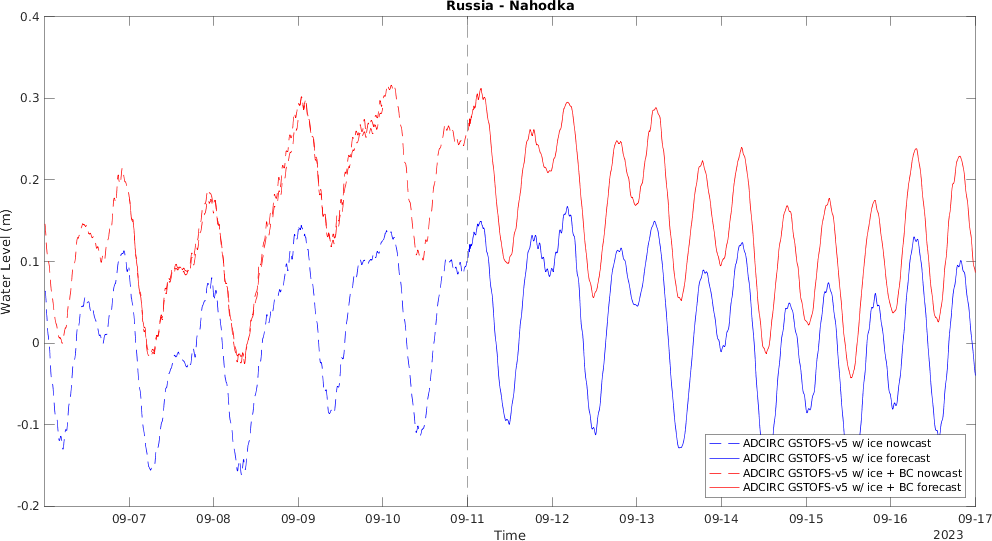 Russia - Nahodka
Water Level (m)
0.4
0.3
0.2
0.1
0
-0.1
-0.2
ADCIRC GSTOFS-v5 w/ ice nowcast
ADCIRC GSTOFS-v5 w/ ice forecast
ADCIRC GSTOFS-v5 w/ ice + BC nowcast
ADCIRC GSTOFS-v5 w/ ice + BC forecast
09-07 09-08 09-09 09-10 09-11 09-12 09-13 09-14 09-15 09-16 09-17
Time
2023